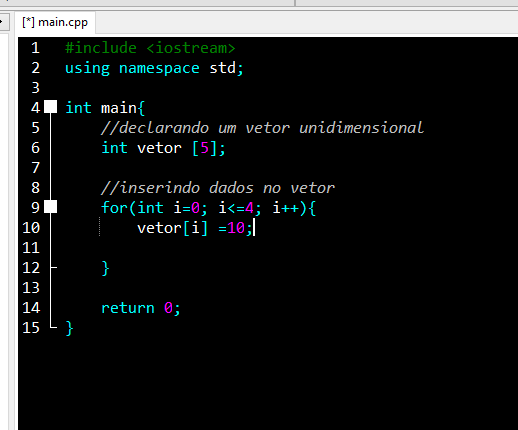 [*] main.cpp
1 #include <iostream>
2 using namespace std;
3
4 int main{
5 //declarando um vetor unidimensional
6 int vetor [5];
7
8 //inserindo dados no vetor
9 for(int i=0; i<=4; i++){
10 vetor[i] =10;
11
12 }
13
14 return 0;
15 }